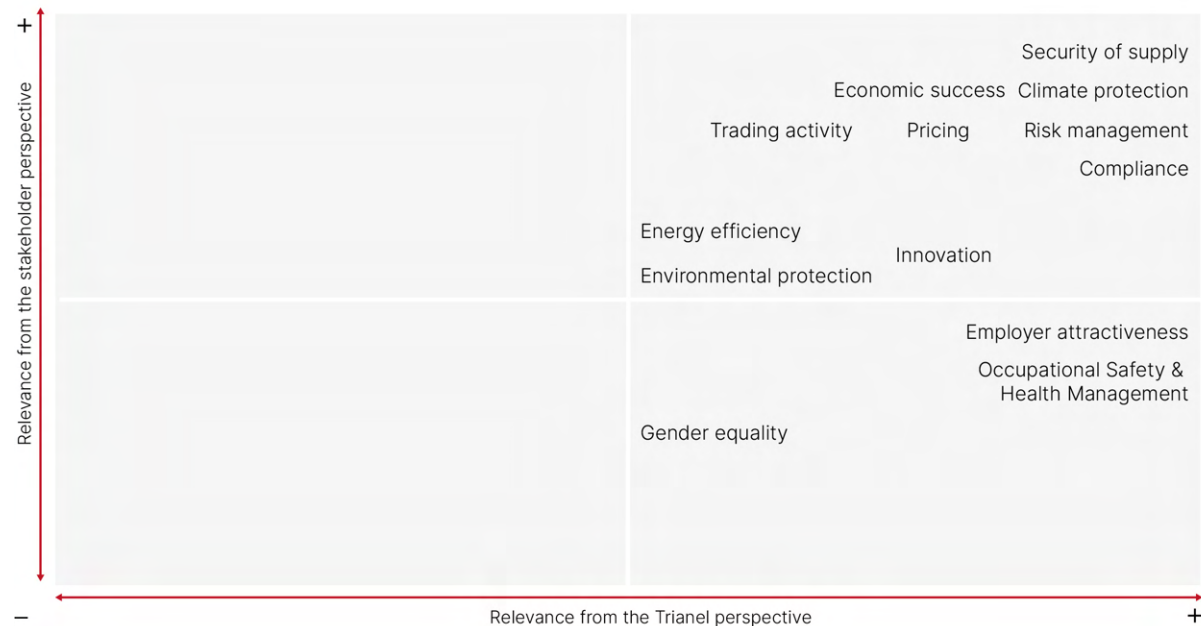 +
Relevance from the stakeholder perspective
Security of supply
Economic success Climate protection
Trading activity Pricing Risk management
Compliance
Energy efficiency
Innovation
Environmental protection
Employer attractiveness
Occupational Safety &
Health Management
Gender equality
– Relevance from the Trianel perspective +